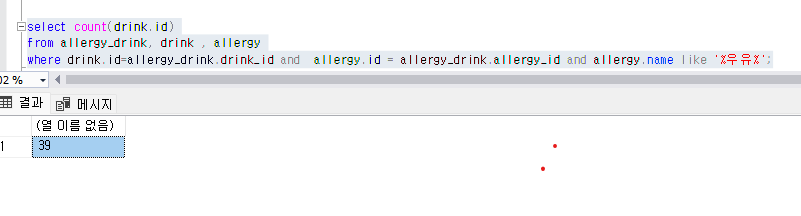 select count(drink.id)
from allergy_drink, drink , allergy
where drink.id=allergy_drink.drink_id and  allergy.id = allergy_drink.allergy_id and allergy.name like '%우유%';
02 %
결과 메시지
(열 이름 없음)
1 39